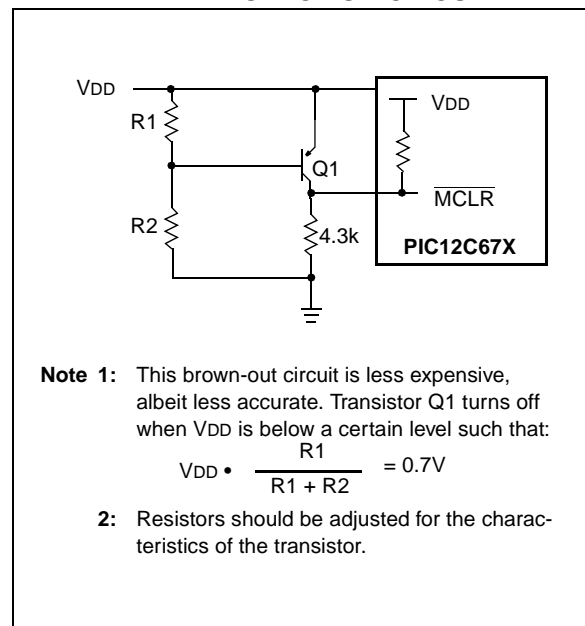 VDD
R1
R2
Q1
4.3k
VDD
MCLR
PIC12C67X
Note 1: This brown-out circuit is less expensive,
albeit less accurate. Transistor Q1 turns off
when VDD is below a certain level such that:
VDD • R1 / R1 + R2 = 0.7V
2: Resistors should be adjusted for the charac-
teristics of the transistor.